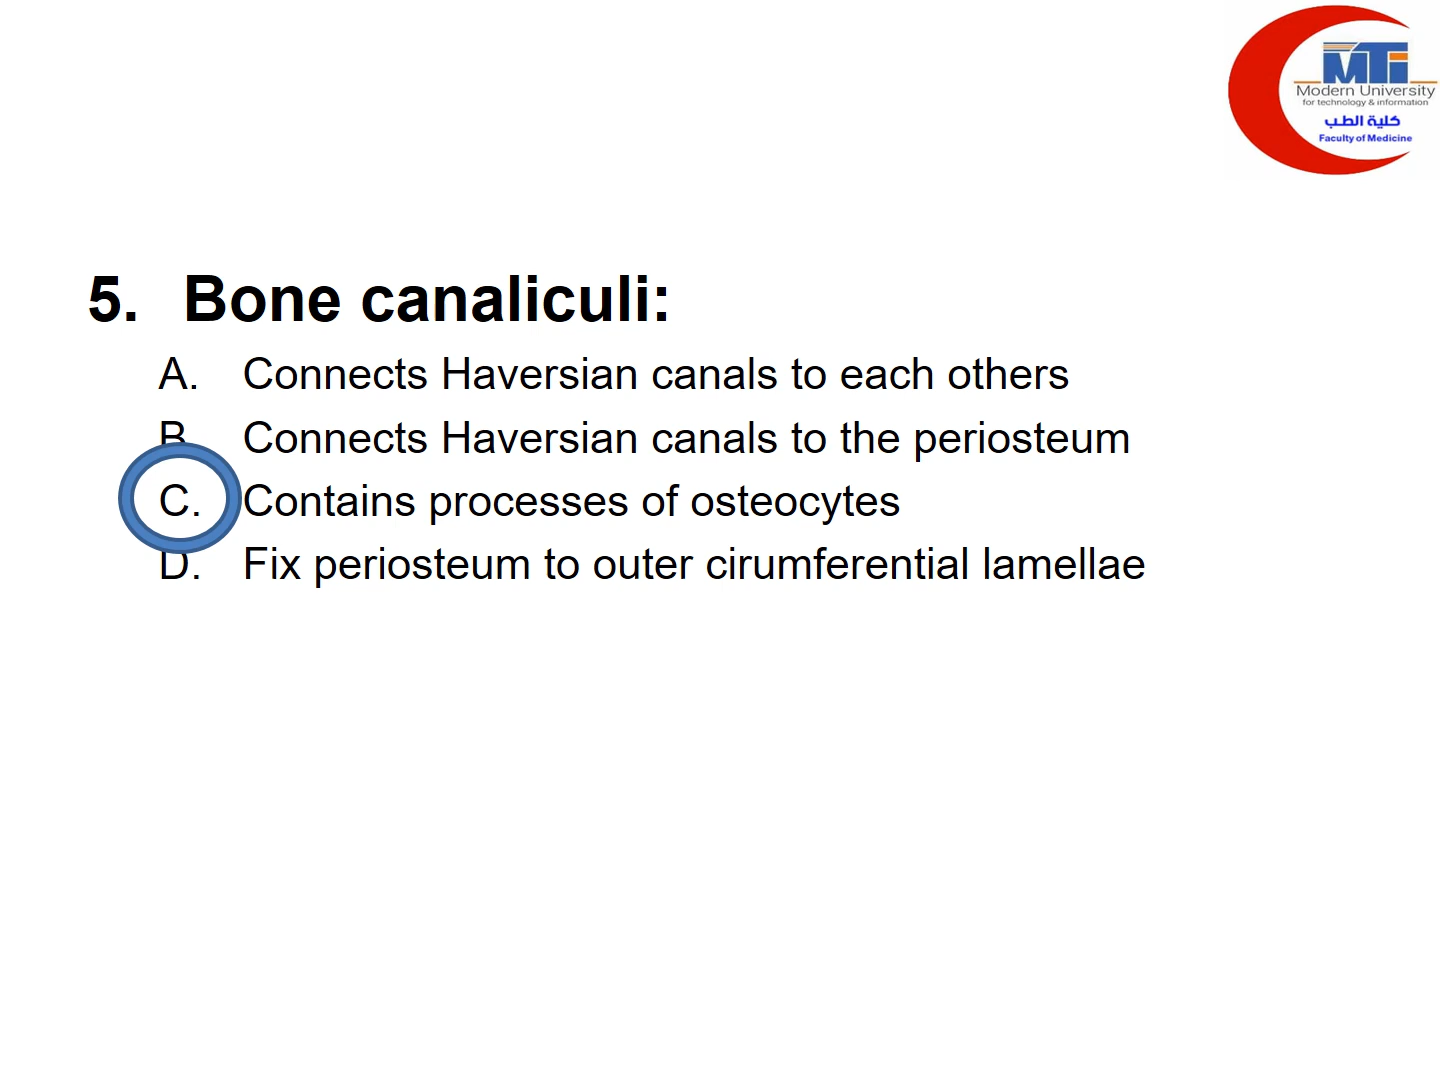 MTi
Modern University
for technology & information
كلية الطب
Faculty of Medicine
5. Bone canaliculi:
A. Connects Haversian canals to each others
B. Connects Haversian canals to the periosteum
C. Contains processes of osteocytes
D. Fix periosteum to outer cirumferential lamellae